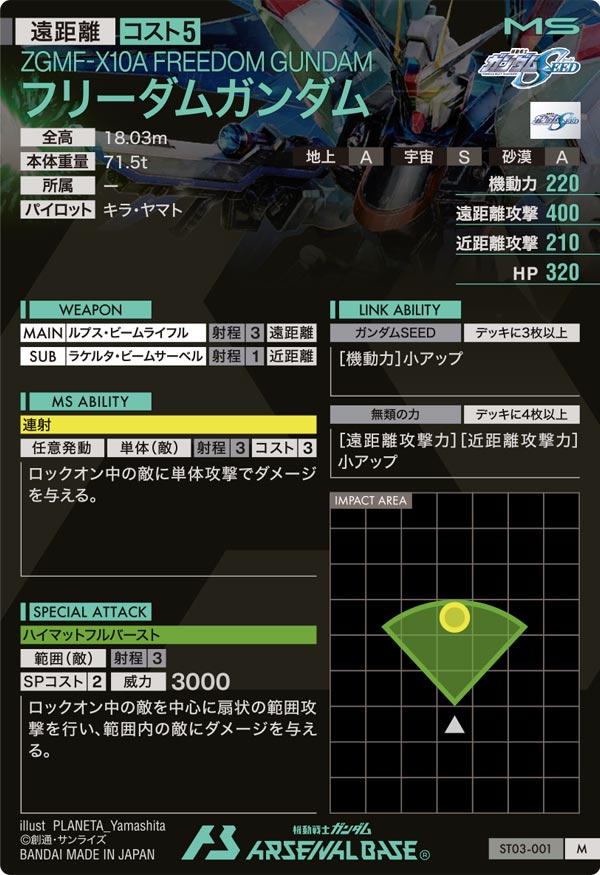 遠距離 コスト5 MS
ZGMF-X10A FREEDOM GUNDAM
フリーダムガンダム
機動戦士ガンダムSEED
全高 18.03m
本体重量 71.5t
所属 ー
パイロット キラ・ヤマト
地上 A 宇宙 S 砂漠 A
機動力 220
遠距離攻撃 400
近距離攻撃 210
HP 320
WEAPON
MAIN ルプス・ビームライフル 射程 3 遠距離
SUB ラケルタ・ビームサーベル 射程 1 近距離
MS ABILITY
連射
任意発動 単体(敵) 射程 3 コスト 3
ロックオン中の敵に単体攻撃でダメージ
を与える。
SPECIAL ATTACK
ハイマットフルバースト
範囲(敵) 射程 3
SPコスト 2 威力 3000
ロックオン中の敵を中心に扇状の範囲攻
撃を行い、範囲内の敵にダメージを与え
る。
LINK ABILITY
ガンダムSEED デッキに3枚以上
[機動力]小アップ
無類の力 デッキに4枚以上
[遠距離攻撃力][近距離攻撃力]
小アップ
IMPACT AREA
illust PLANETA_Yamashita
©創通・サンライズ
BANDAI MADE IN JAPAN
機動戦士ガンダム
ARSENAL BASE®
ST03-001 M